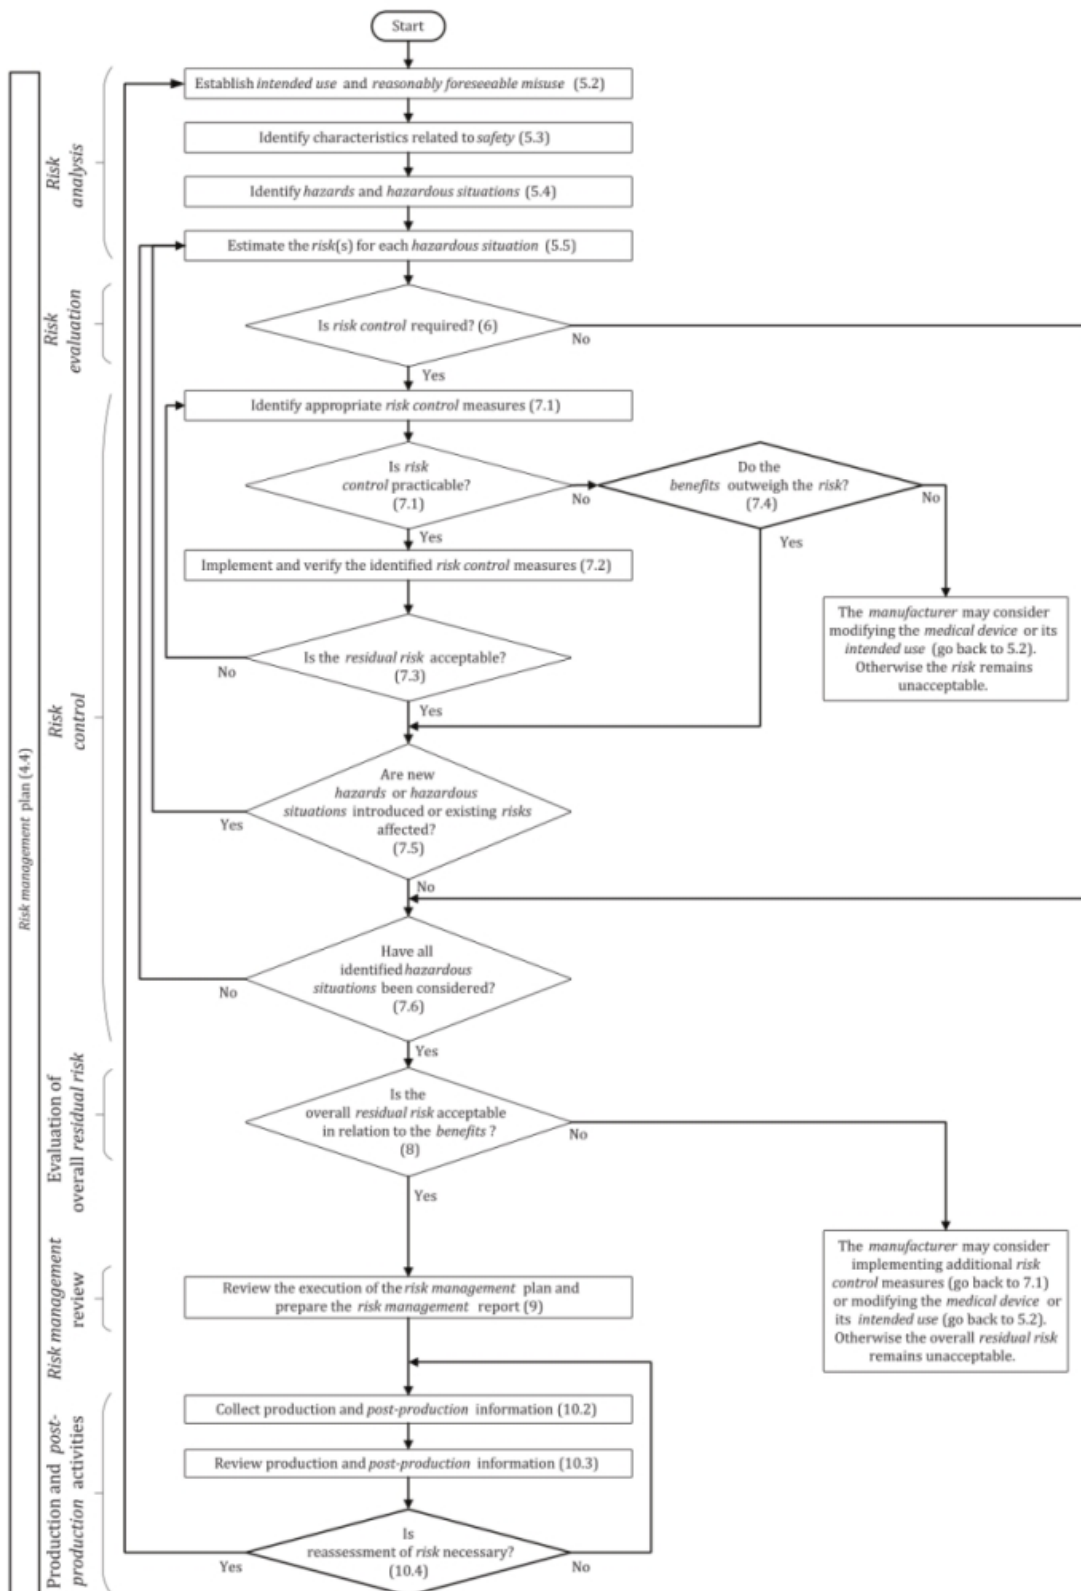 Start
Establish intended use and reasonably foreseeable misuse (5.2)
Identify characteristics related to safety (5.3)
Identify hazards and hazardous situations (5.4)
Estimate the risk(s) for each hazardous situation (5.5)
Risk
analysis
Is risk control required? (6)
No
Yes
Risk
evaluation
Identify appropriate risk control measures (7.1)
Is risk
control practicable?
(7.1)
No
Yes
Do the
benefits outweigh the risk?
(7.4)
No
Yes
Implement and verify the identified risk control measures (7.2)
The manufacturer may consider
modifying the medical device or its
intended use (go back to 5.2).
Otherwise the risk remains
unacceptable.
Is the residual risk acceptable?
(7.3)
No
Yes
Risk
control
Are new
hazards or hazardous
situations introduced or existing risks
affected?
(7.5)
Yes
No
Risk management plan (4.4)
Have all
identified hazardous
situations been considered?
(7.6)
No
Yes
Evaluation of
overall residual risk
Is the
overall residual risk acceptable
in relation to the benefits ?
(8)
No
Yes
Risk management
review
Review the execution of the risk management plan and
prepare the risk management report (9)
The manufacturer may consider
implementing additional risk
control measures (go back to 7.1)
or modifying the medical device or
its intended use (go back to 5.2).
Otherwise the overall residual risk
remains unacceptable.
Production and post-
production activities
Collect production and post-production information (10.2)
Review production and post-production information (10.3)
Is
reassessment of risk necessary?
(10.4)
Yes
No